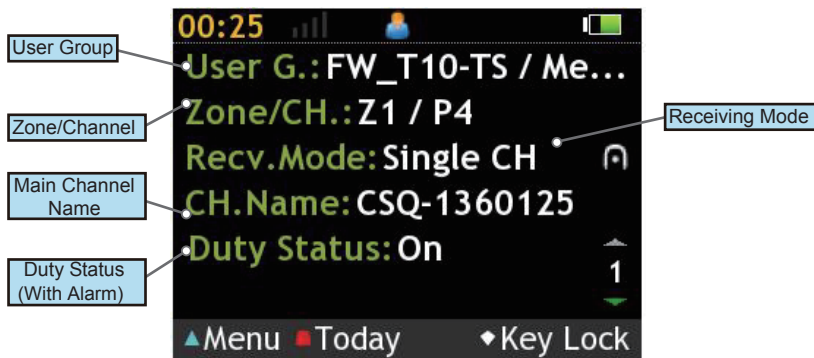 00:25
User Group
User G.: FW_T10-TS / Me...
Zone/Channel
Zone/CH.: Z1 / P4
Receiving Mode
Recv.Mode: Single CH
Main Channel
Name
CH.Name: CSQ-1360125
Duty Status
(With Alarm)
Duty Status: On
1
Menu Today Key Lock